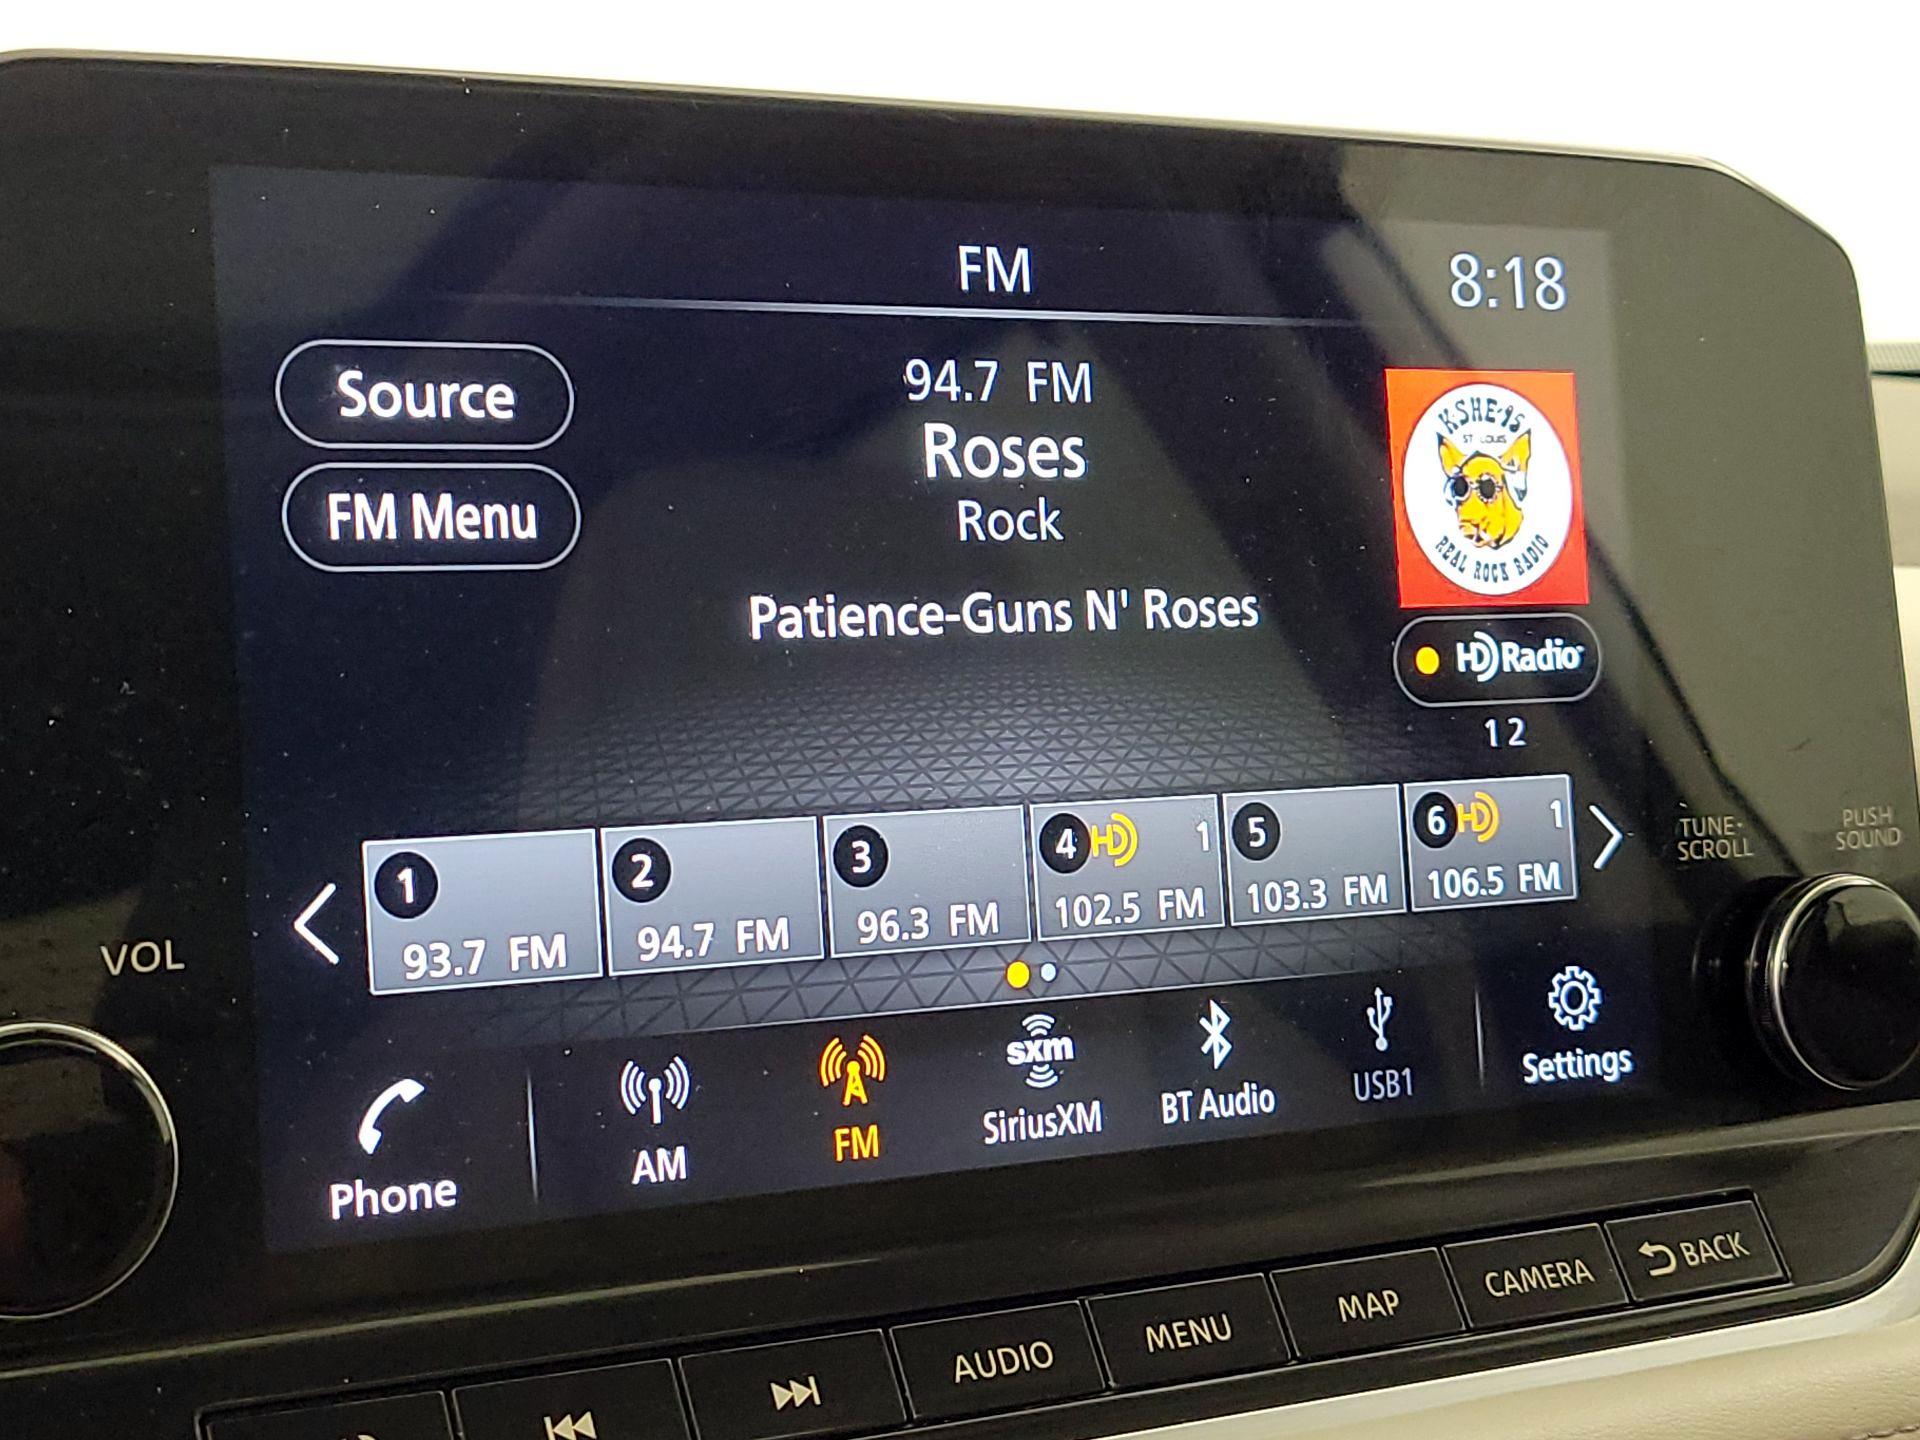 FM
8:18
Source
FM Menu
94.7 FM
Roses
Rock
Patience-Guns N' Roses
KSHE-95
ST LOUIS
REAL ROCK RADIO
HD Radio
1 2
1
93.7 FM
2
94.7 FM
3
96.3 FM
4 HD 1
102.5 FM
5
103.3 FM
6 HD 1
106.5 FM
VOL
TUNE·
SCROLL
PUSH
SOUND
Phone
AM
FM
sxm
SiriusXM
BT Audio
USB1
Settings
AUDIO
MENU
MAP
CAMERA
BACK